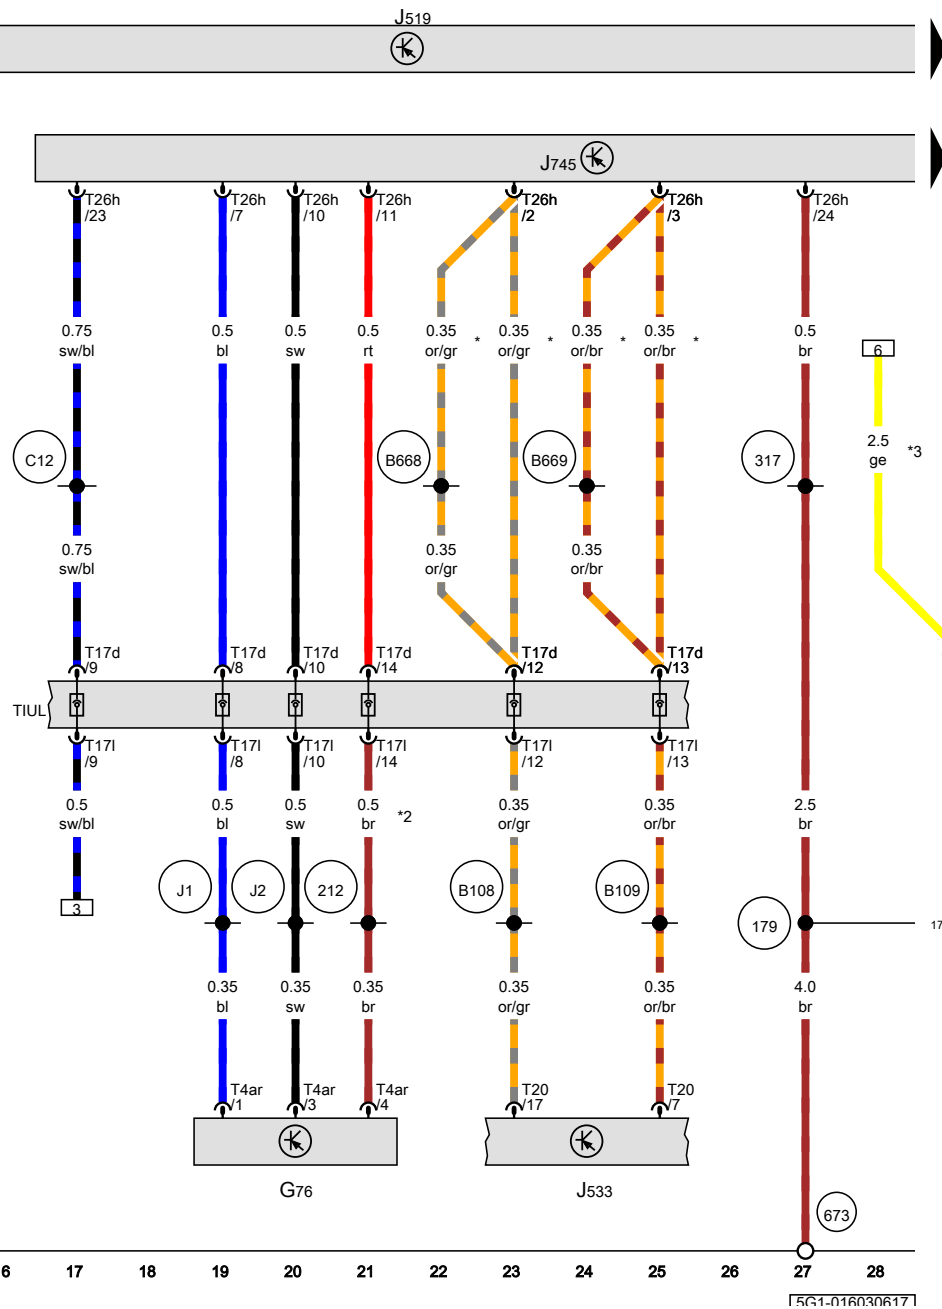 J519
J745
T26h
/23
T26h
/7
T26h
/10
T26h
/11
T26h
/2
T26h
/3
T26h
/24
0.75
sw/bl
0.5
bl
0.5
sw
0.5
rt
0.35
or/gr
*
0.35
or/gr
*
0.35
or/br
*
0.35
or/br
*
0.5
br
6
2.5
ge
*3
C12
B668
B669
317
0.75
sw/bl
0.35
or/gr
0.35
or/br
T17d
/9
T17d
/8
T17d
/10
T17d
/14
T17d
/12
T17d
/13
TIUL
T17l
/9
T17l
/8
T17l
/10
T17l
/14
T17l
/12
T17l
/13
0.5
sw/bl
0.5
bl
0.5
sw
0.5
br
*2
0.35
or/gr
0.35
or/br
2.5
br
3
J1
J2
212
B108
B109
179
17
0.35
bl
0.35
sw
0.35
br
0.35
or/gr
0.35
or/br
4.0
br
T4ar
/1
T4ar
/3
T4ar
/4
T20
/17
T20
/7
G76
J533
673
6 17 18 19 20 21 22 23 24 25 26 27 28
5G1-016030617